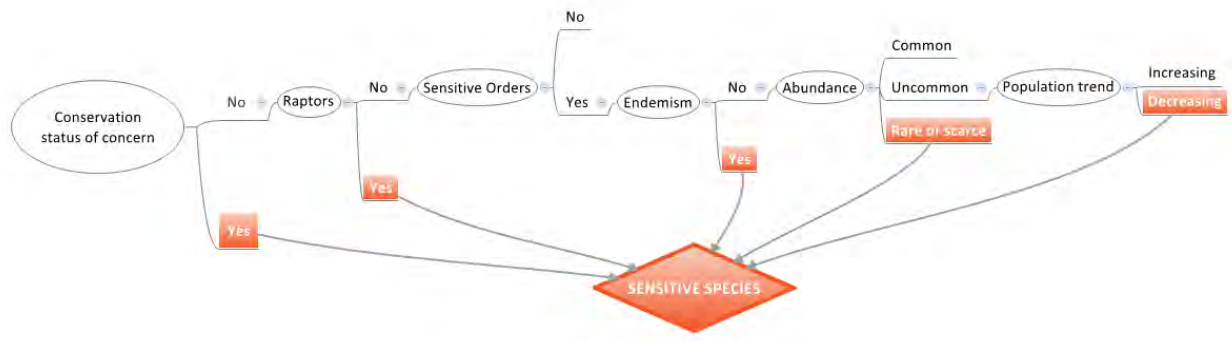 Conservation
status of concern
No
Raptors
No
Sensitive Orders
No
Yes
Endemism
No
Abundance
Common
Uncommon
Population trend
Increasing
Decreasing
Rare or scarce
Yes
Yes
Yes
SENSITIVE SPECIES